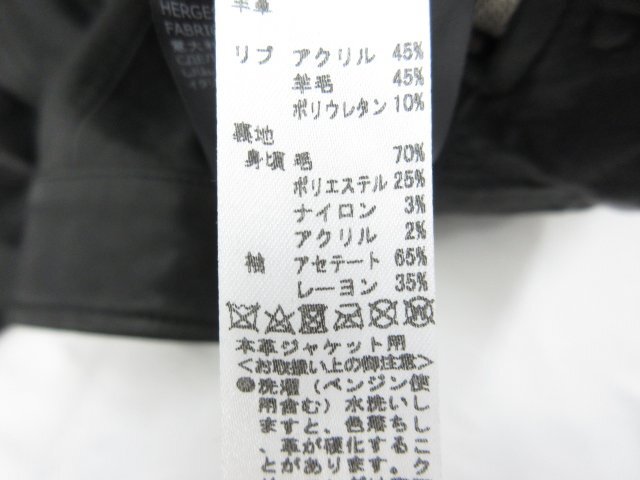 羊革
リブ アクリル 45%
羊毛 45%
ポリウレタン 10%
裏地
身頃 毛 70%
ポリエステル 25%
ナイロン 3%
アクリル 2%
袖 アセテート 65%
レーヨン 35%
本革ジャケット用
<お取扱い上の御注意>
●洗濯(ベンジン使
用含む)水洗いし
ますと、色落ちし
、革が硬化するこ
とがあります。ク
HERGES
FABRI
意大